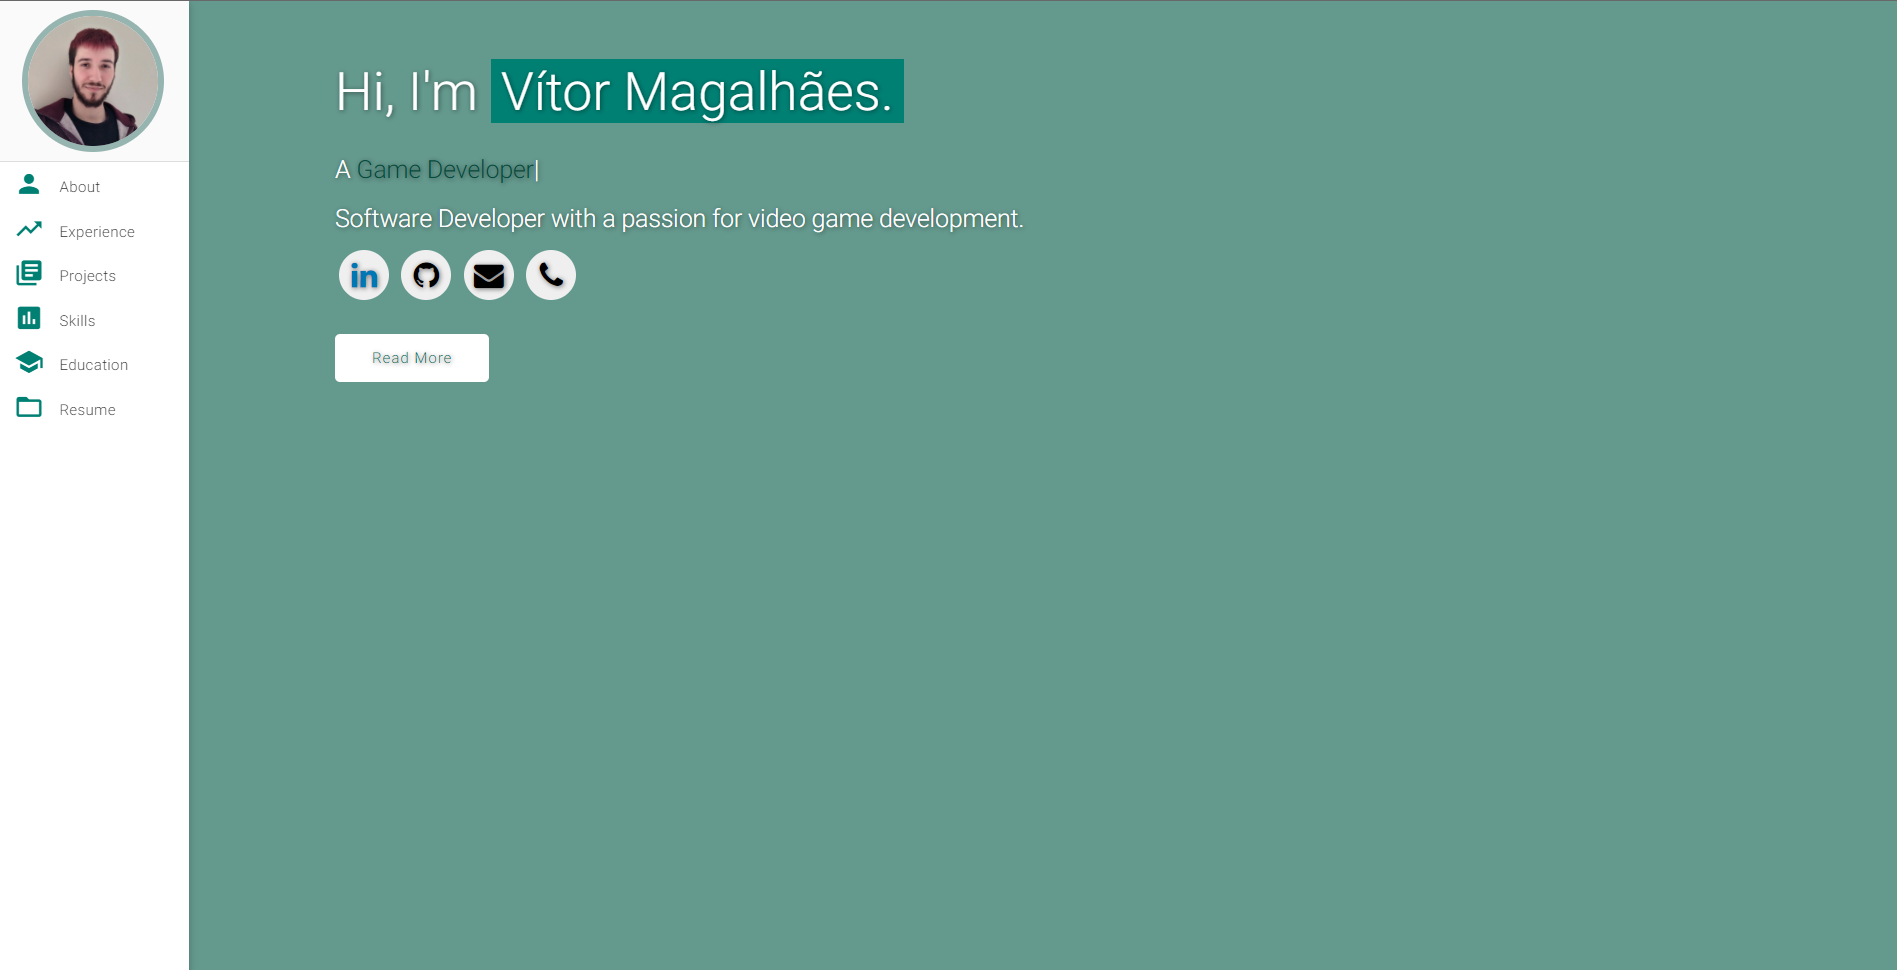 About
Experience
Projects
Skills
Education
Resume
Hi, I'm Vítor Magalhães.
A Game Developer|
Software Developer with a passion for video game development.
in
Read More